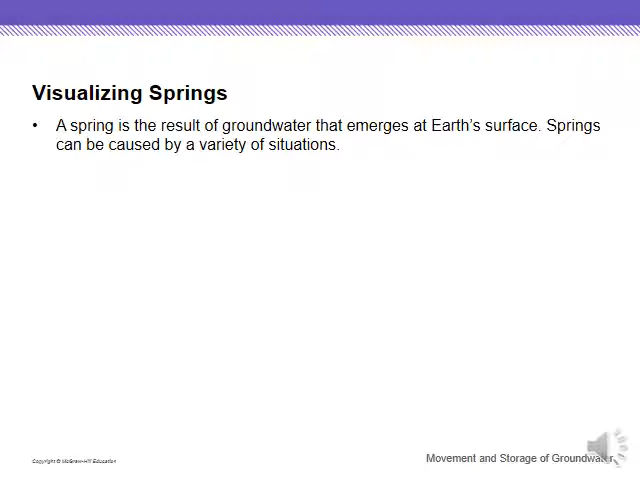 Visualizing Springs
• A spring is the result of groundwater that emerges at Earth's surface. Springs
can be caused by a variety of situations.
Copyright © McGraw-Hill Education
Movement and Storage of Groundwater